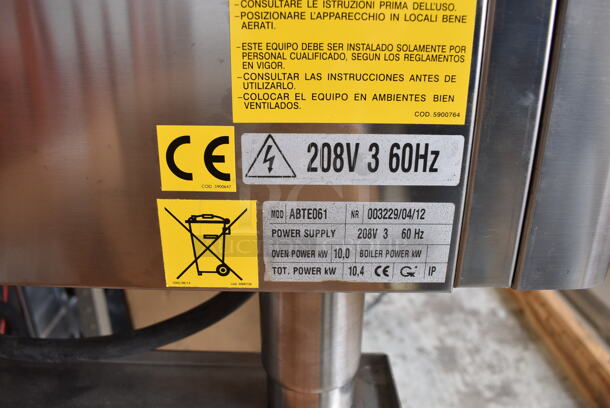 -CONSULTARE LE ISTRUZIONI PRIMA DELL'USO.
-POSIZIONARE L'APPARECCHIO IN LOCALI BENE
AERATI.
-ESTE EQUIPO DEBE SER INSTALADO SOLAMENTE POR
PERSONAL CUALIFICADO, SEGUN LOS REGLAMENTOS
EN VIGOR.
-CONSULTAR LAS INSTRUCCIONES ANTES DE
UTILIZARLO.
-COLOCAR EL EQUIPO EN AMBIENTES BIEN
VENTILADOS.
COD. 5900764
CE
COD. 5900647
208V 3 60Hz
MOD ABTE061 NR 003229/04/12
POWER SUPPLY 208V 3 60 Hz
OVEN POWER kW 10,0 BOILER POWER kW
TOT. POWER kW 10,4 CE IP